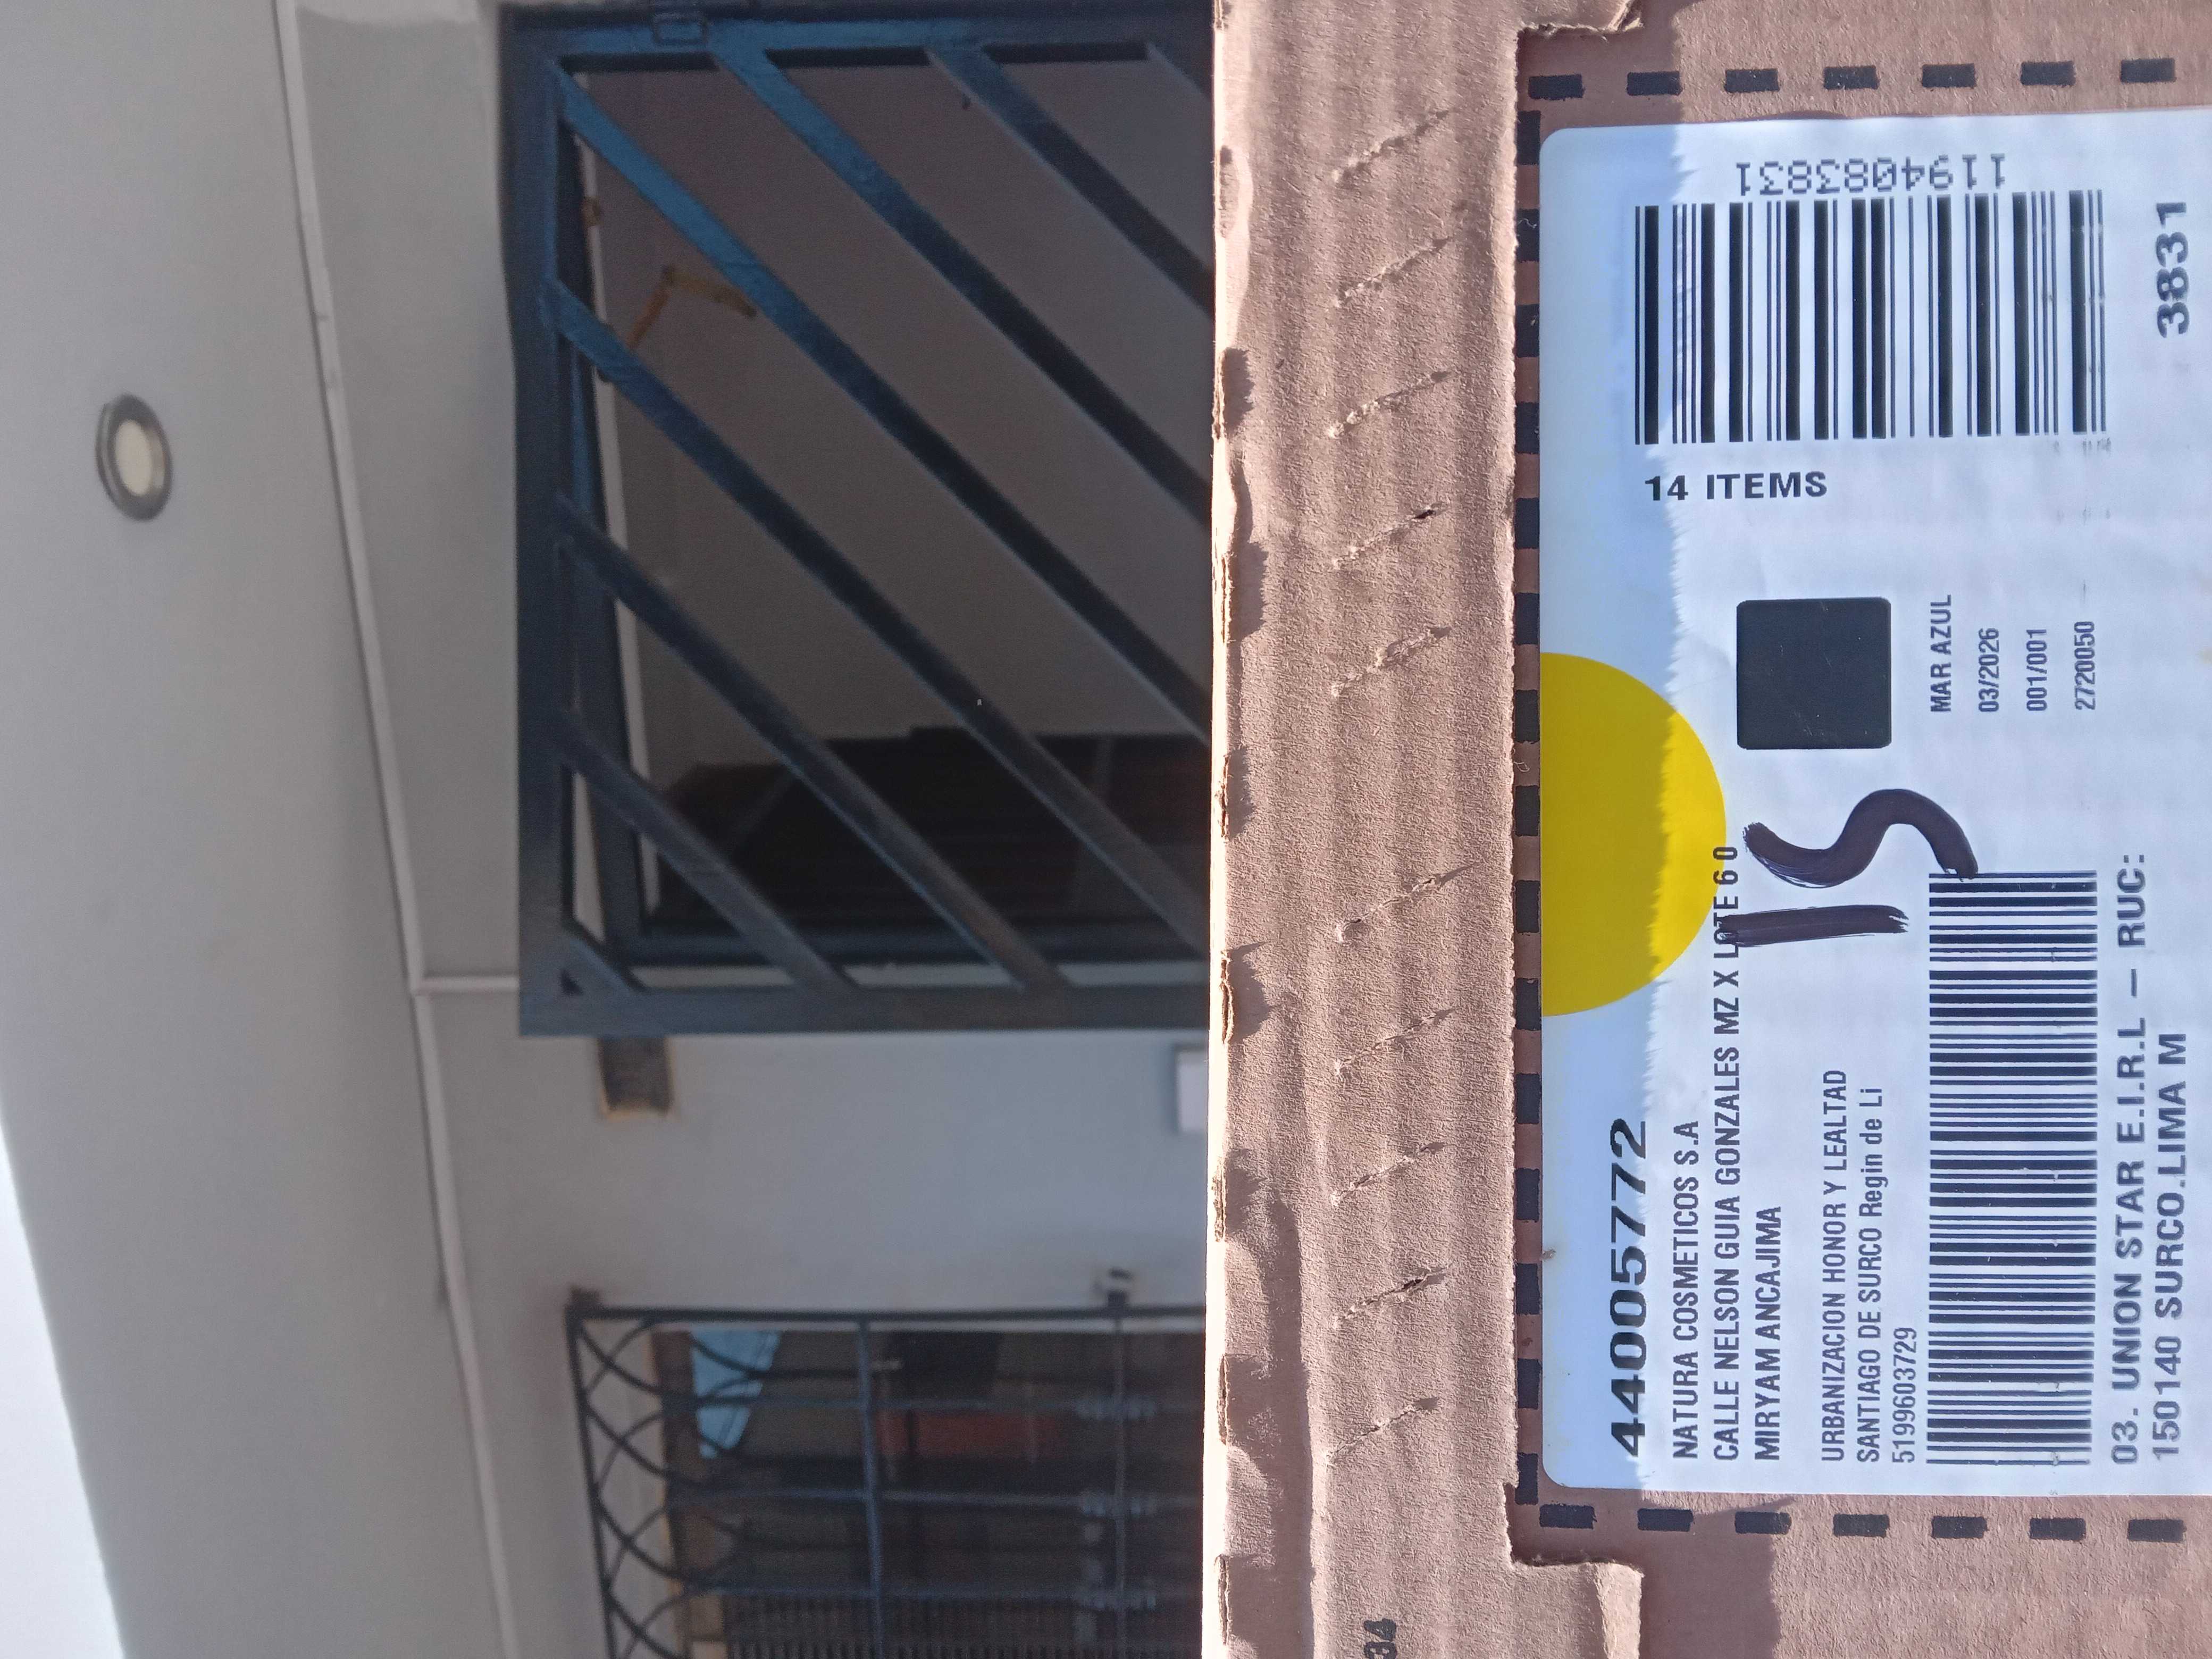 44005772
NATURA COSMETICOS S.A
CALLE NELSON GUIA GONZALES MZ X LOTE 6 0
MIRYAM ANCAJIMA
URBANIZACION HONOR Y LEALTAD
SANTIAGO DE SURCO Regin de Li
5199603729
03. UNION STAR E.I.R.L - RUC:
150140 SURCO.LIMA M
15
MAR AZUL
03/2026
001/001
2720050
14 ITEMS
1194083831
3831
34